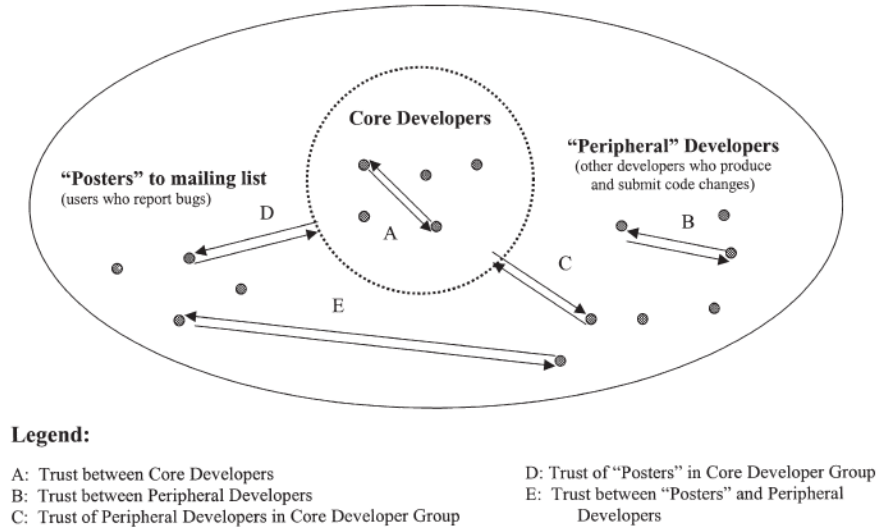 Core Developers
“Peripheral” Developers
(other developers who produce
and submit code changes)
“Posters” to mailing list
(users who report bugs)
D
B
A
C
E
Legend:
A: Trust between Core Developers
B: Trust between Peripheral Developers
C: Trust of Peripheral Developers in Core Developer Group
D: Trust of “Posters” in Core Developer Group
E: Trust between “Posters” and Peripheral
Developers